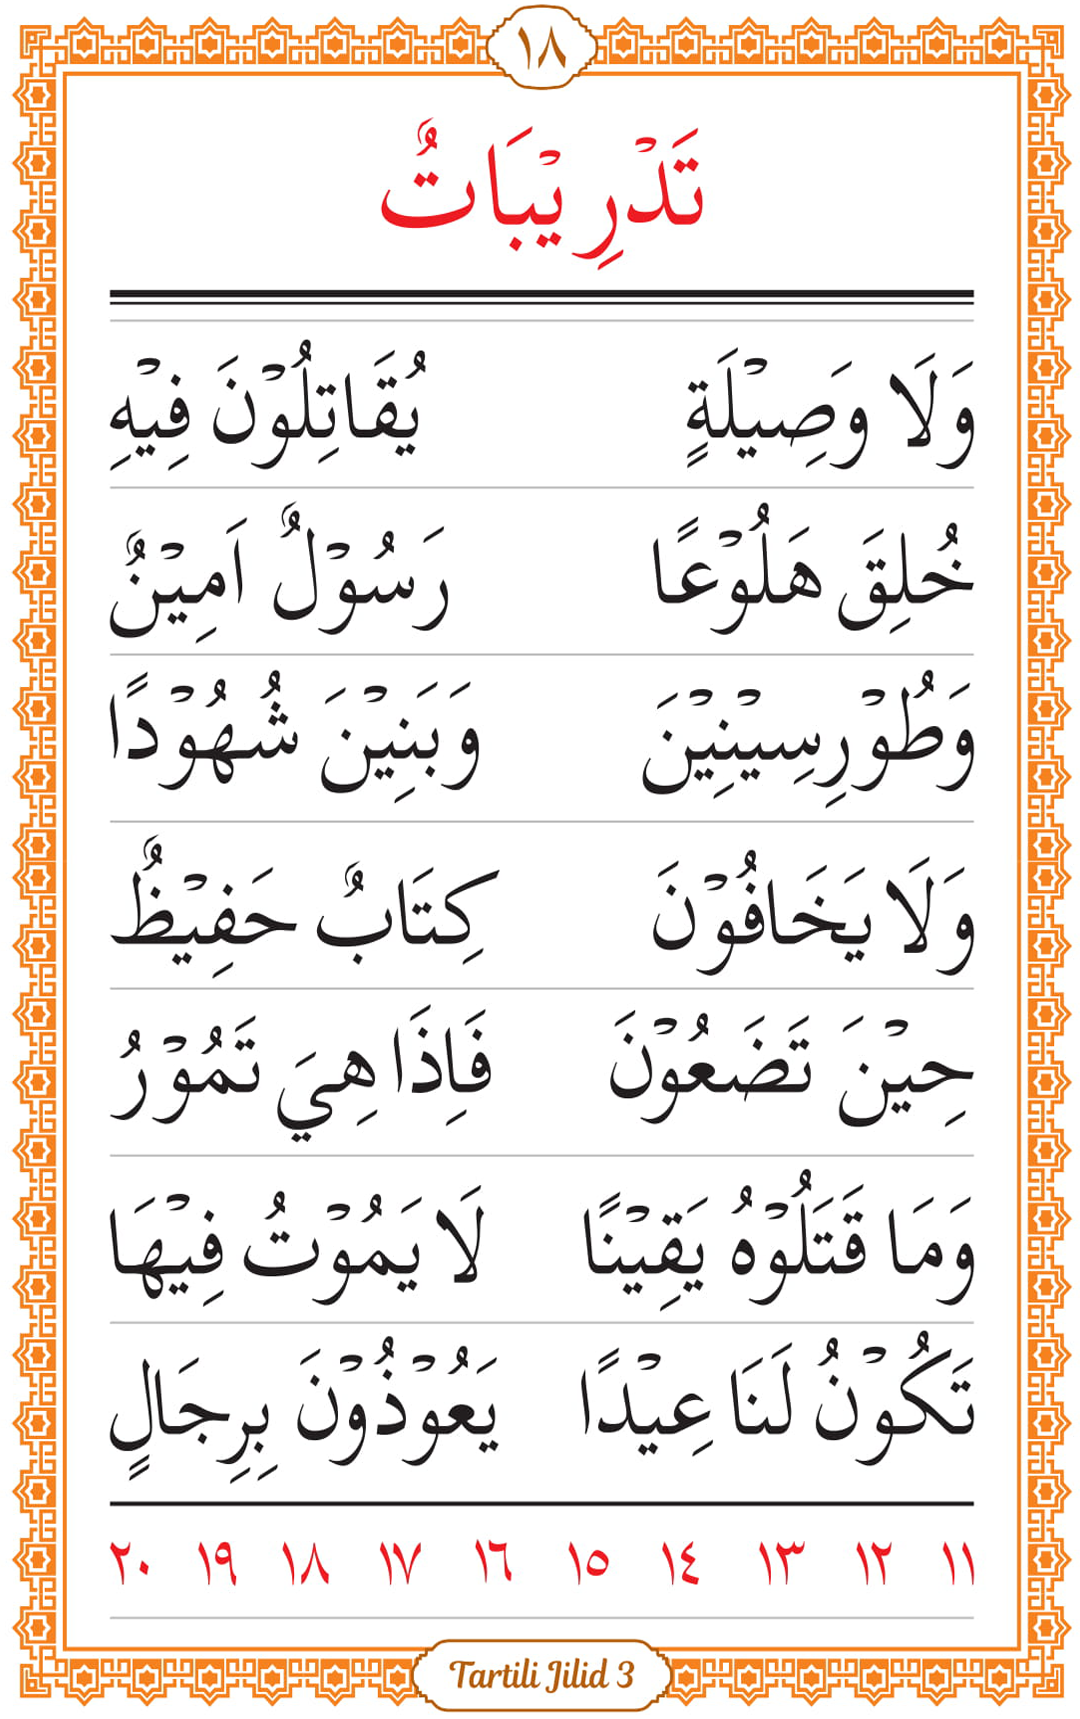 ١٨
تَدْرِيْبَاتٌ
وَلَا وَصِيْلَةٍ يُقَاتِلُوْنَ فِيْهِ
خُلِقَ هَلُوْعًا رَسُوْلٌ اَمِيْنٌ
وَطُوْرِسِيْنِيْنَ وَبَنِيْنَ شُهُوْدًا
وَلَا يَخَافُوْنَ كِتَابٌ حَفِيْظٌ
حِيْنَ تَضَعُوْنَ فَاِذَا هِيَ تَمُوْرُ
وَمَا قَتَلُوْهُ يَقِيْنًا لَا يَمُوْتُ فِيْهَا
تَكُوْنُ لَنَا عِيْدًا يَعُوْذُوْنَ بِرِجَالٍ
١١ ١٢ ١٣ ١٤ ١٥ ١٦ ١٧ ١٨ ١٩ ٢٠
Tartili Jilid 3